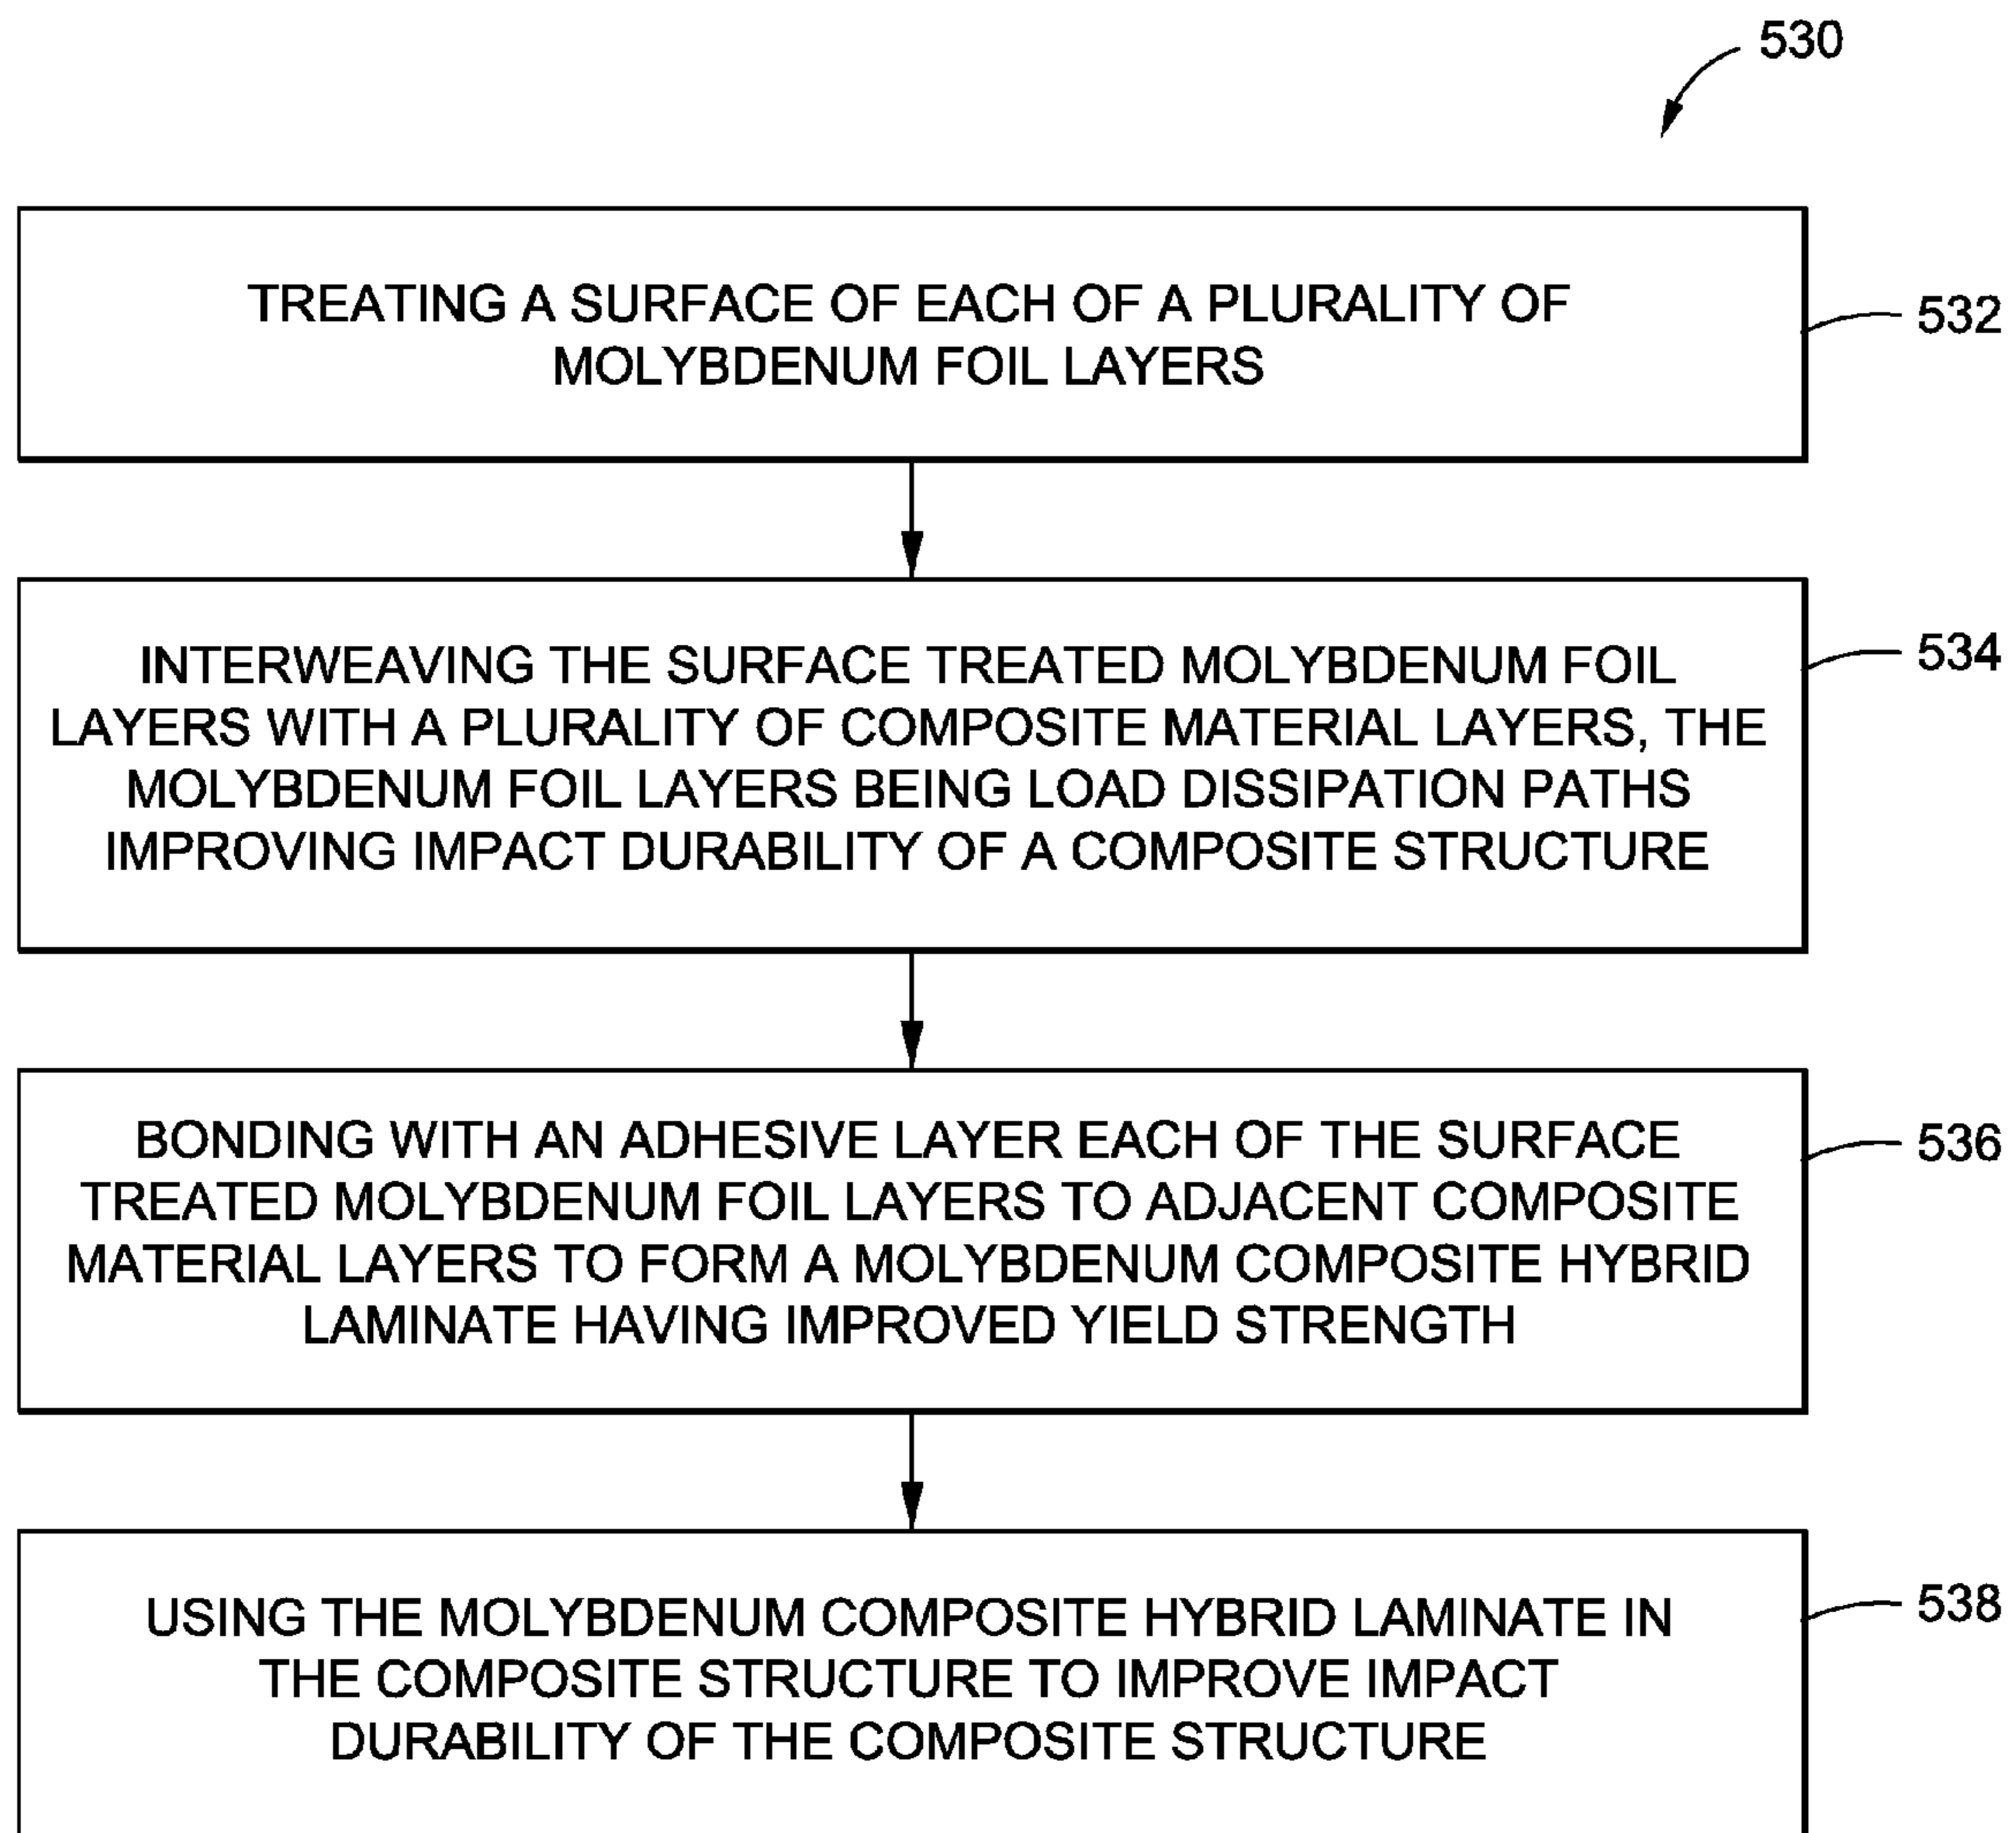 530
TREATING A SURFACE OF EACH OF A PLURALITY OF
MOLYBDENUM FOIL LAYERS
532
INTERWEAVING THE SURFACE TREATED MOLYBDENUM FOIL
LAYERS WITH A PLURALITY OF COMPOSITE MATERIAL LAYERS, THE
MOLYBDENUM FOIL LAYERS BEING LOAD DISSIPATION PATHS
IMPROVING IMPACT DURABILITY OF A COMPOSITE STRUCTURE
534
BONDING WITH AN ADHESIVE LAYER EACH OF THE SURFACE
TREATED MOLYBDENUM FOIL LAYERS TO ADJACENT COMPOSITE
MATERIAL LAYERS TO FORM A MOLYBDENUM COMPOSITE HYBRID
LAMINATE HAVING IMPROVED YIELD STRENGTH
536
USING THE MOLYBDENUM COMPOSITE HYBRID LAMINATE IN
THE COMPOSITE STRUCTURE TO IMPROVE IMPACT
DURABILITY OF THE COMPOSITE STRUCTURE
538